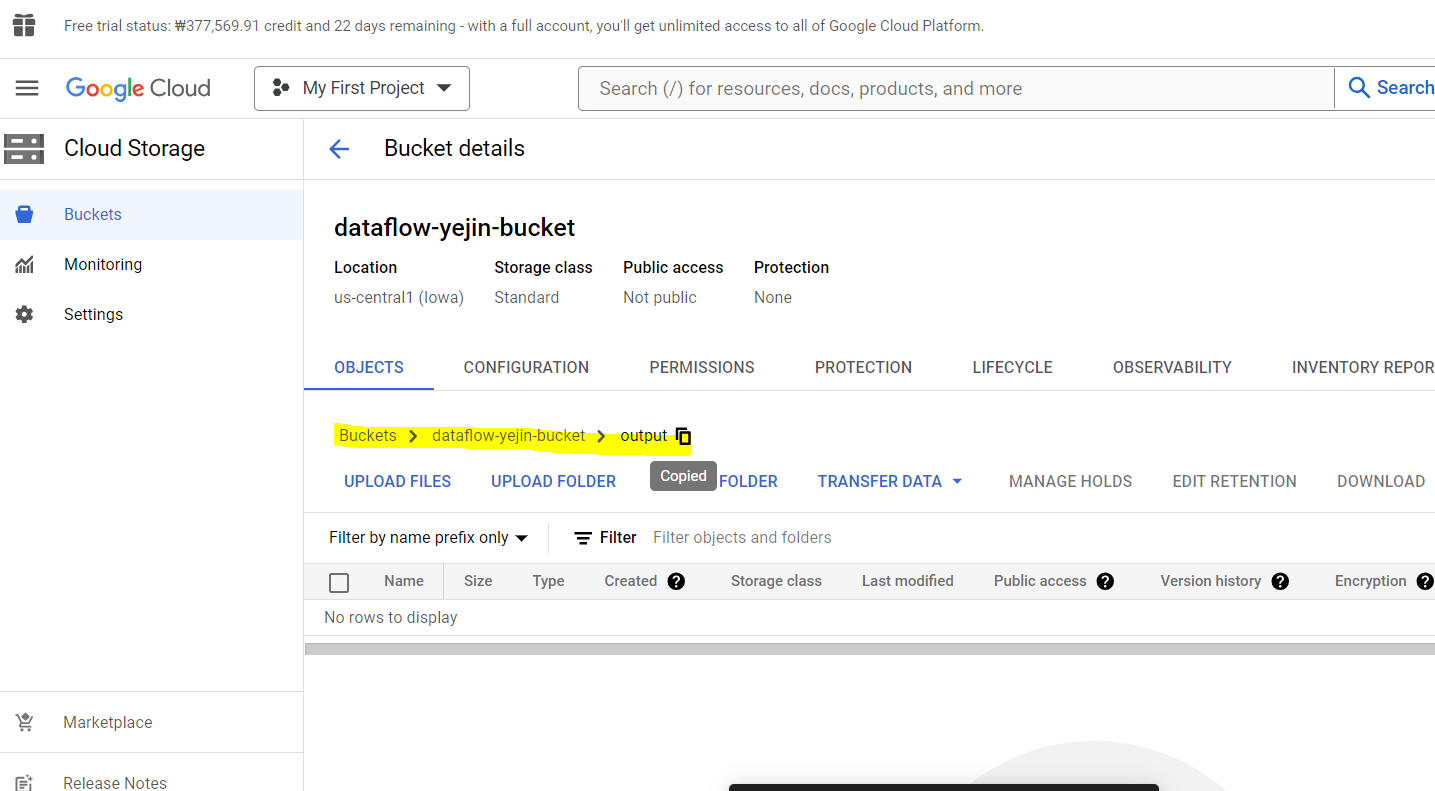 Free trial status: ₩377,569.91 credit and 22 days remaining - with a full account, you'll get unlimited access to all of Google Cloud Platform.
Google Cloud My First Project Search (/) for resources, docs, products, and more Search
Cloud Storage Bucket details
Buckets
Monitoring
Settings
dataflow-yejin-bucket
Location Storage class Public access Protection
us-central1 (Iowa) Standard Not public None
OBJECTS CONFIGURATION PERMISSIONS PROTECTION LIFECYCLE OBSERVABILITY INVENTORY REPOR
Buckets dataflow-yejin-bucket output
Copied
UPLOAD FILES UPLOAD FOLDER FOLDER TRANSFER DATA MANAGE HOLDS EDIT RETENTION DOWNLOAD
Filter by name prefix only Filter Filter objects and folders
Name Size Type Created Storage class Last modified Public access Version history Encryption
No rows to display
Marketplace
Release Notes